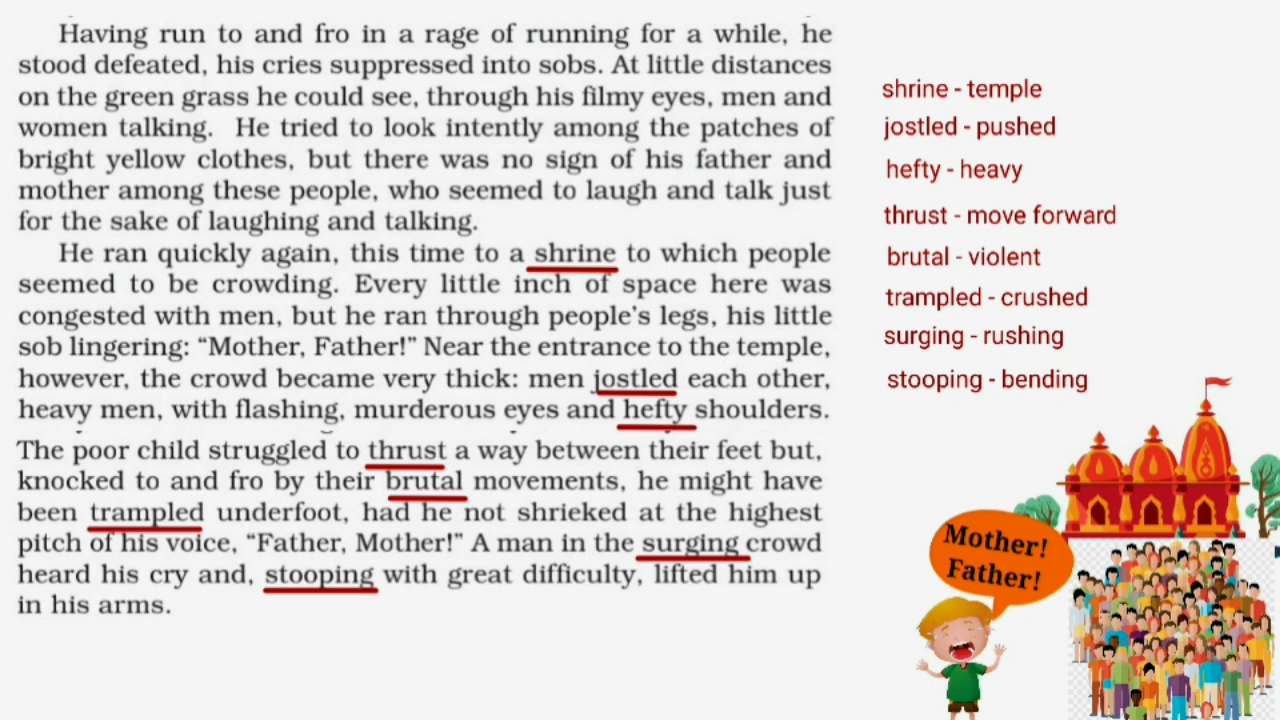 Having run to and fro in a rage of running for a while, he
stood defeated, his cries suppressed into sobs. At little distances
on the green grass he could see, through his filmy eyes, men and
women talking. He tried to look intently among the patches of
bright yellow clothes, but there was no sign of his father and
mother among these people, who seemed to laugh and talk just
for the sake of laughing and talking.
He ran quickly again, this time to a shrine to which people
seemed to be crowding. Every little inch of space here was
congested with men, but he ran through people's legs, his little
sob lingering: “Mother, Father!” Near the entrance to the temple,
however, the crowd became very thick: men jostled each other,
heavy men, with flashing, murderous eyes and hefty shoulders.
The poor child struggled to thrust a way between their feet but,
knocked to and fro by their brutal movements, he might have
been trampled underfoot, had he not shrieked at the highest
pitch of his voice, “Father, Mother!” A man in the surging crowd
heard his cry and, stooping with great difficulty, lifted him up
in his arms.
shrine - temple
jostled - pushed
hefty - heavy
thrust - move forward
brutal - violent
trampled - crushed
surging - rushing
stooping - bending
Mother!
Father!